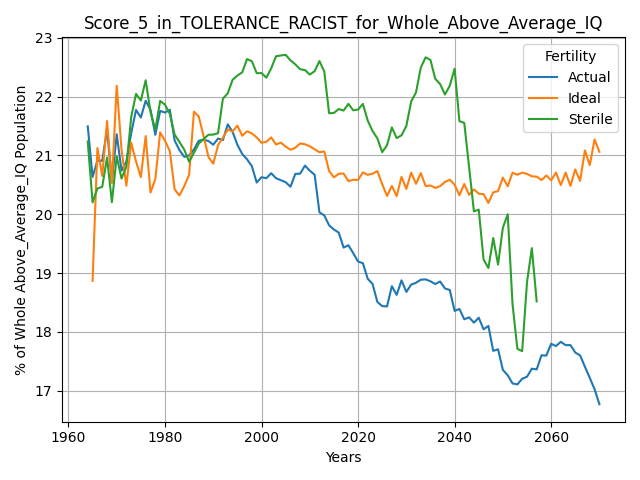 Score_5_in_TOLERANCE_RACIST_for_Whole_Above_Average_IQ
% of Whole Above_Average_IQ Population
23
22
21
20
19
18
17
Fertility
Actual
Ideal
Sterile
1960
1980
2000
2020
2040
2060
Years